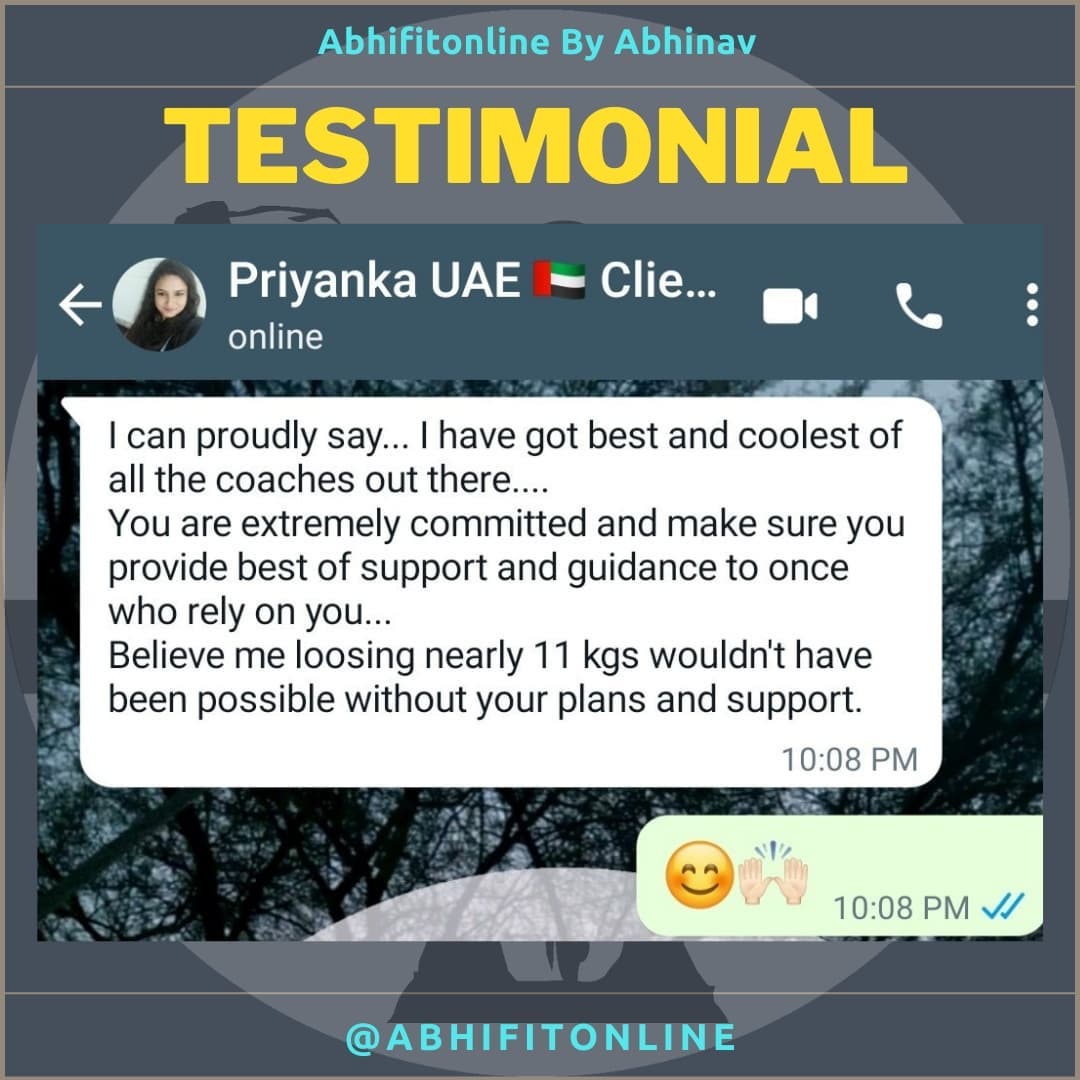 Abhifitonline By Abhinav
TESTIMONIAL
Priyanka UAE 🇦🇪 Clie...
online
I can proudly say... I have got best and coolest of
all the coaches out there....
You are extremely committed and make sure you
provide best of support and guidance to once
who rely on you...
Believe me loosing nearly 11 kgs wouldn't have
been possible without your plans and support.
10:08 PM
😊🙌🏻 10:08 PM
@ABHIFITONLINE